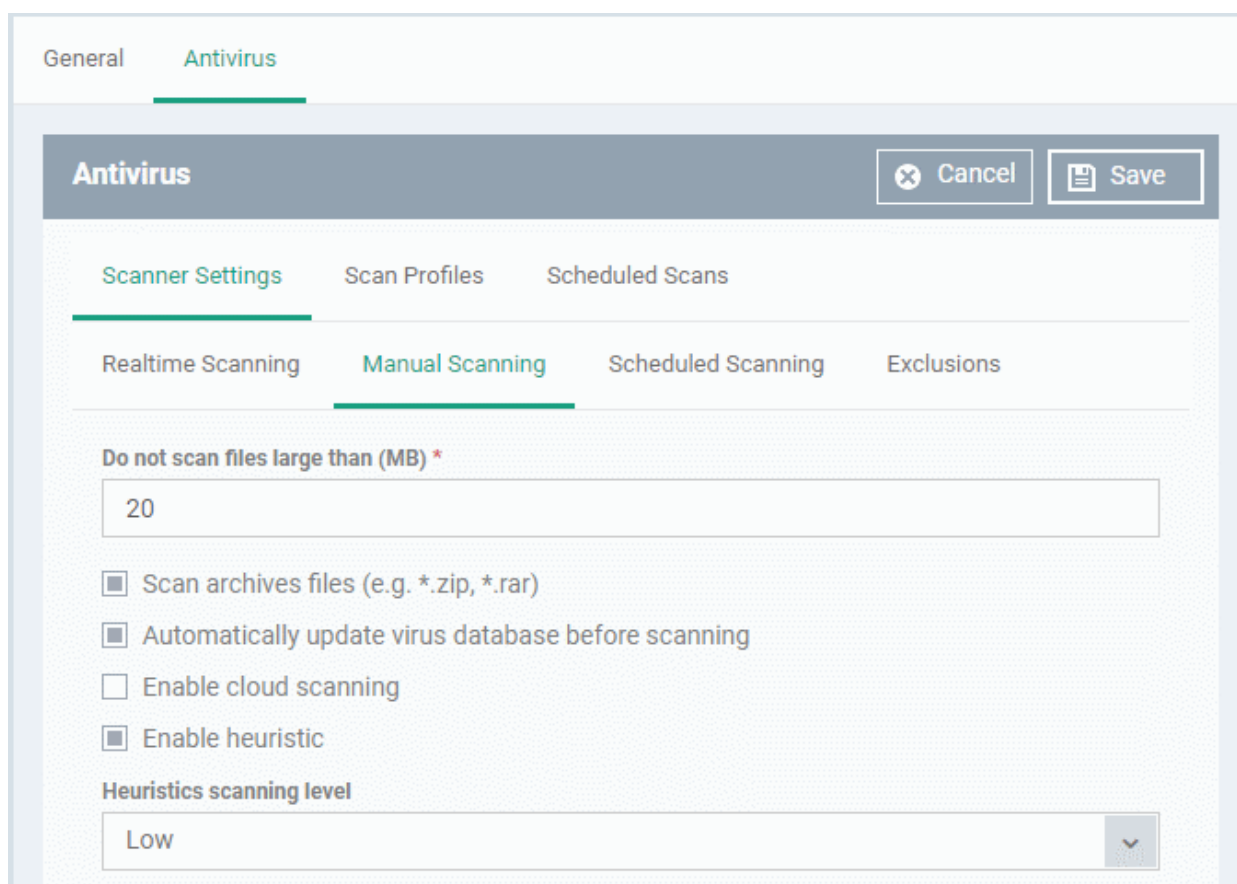 General Antivirus
Antivirus Cancel Save
Scanner Settings Scan Profiles Scheduled Scans
Realtime Scanning Manual Scanning Scheduled Scanning Exclusions
Do not scan files large than (MB) *
20
Scan archives files (e.g. *.zip, *.rar)
Automatically update virus database before scanning
Enable cloud scanning
Enable heuristic
Heuristics scanning level
Low